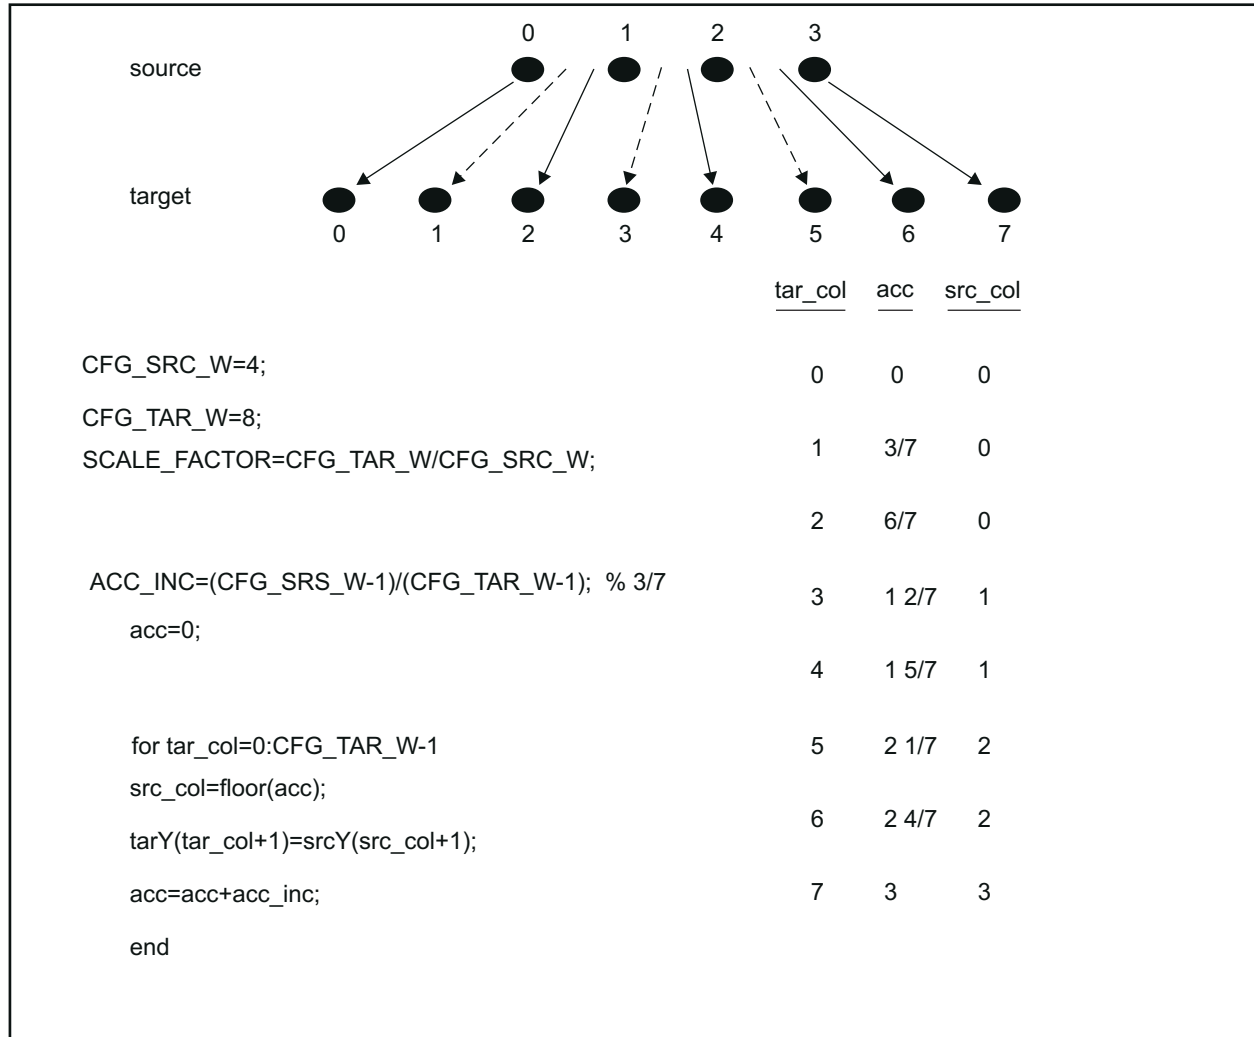 0 1 2 3
source
target
0 1 2 3 4 5 6 7
tar_col acc src_col
CFG_SRC_W=4;
0 0 0
CFG_TAR_W=8;
1 3/7 0
SCALE_FACTOR=CFG_TAR_W/CFG_SRC_W;
2 6/7 0
ACC_INC=(CFG_SRS_W-1)/(CFG_TAR_W-1); % 3/7
3 1 2/7 1
acc=0;
4 1 5/7 1
for tar_col=0:CFG_TAR_W-1
5 2 1/7 2
src_col=floor(acc);
6 2 4/7 2
tarY(tar_col+1)=srcY(src_col+1);
acc=acc+acc_inc;
7 3 3
end